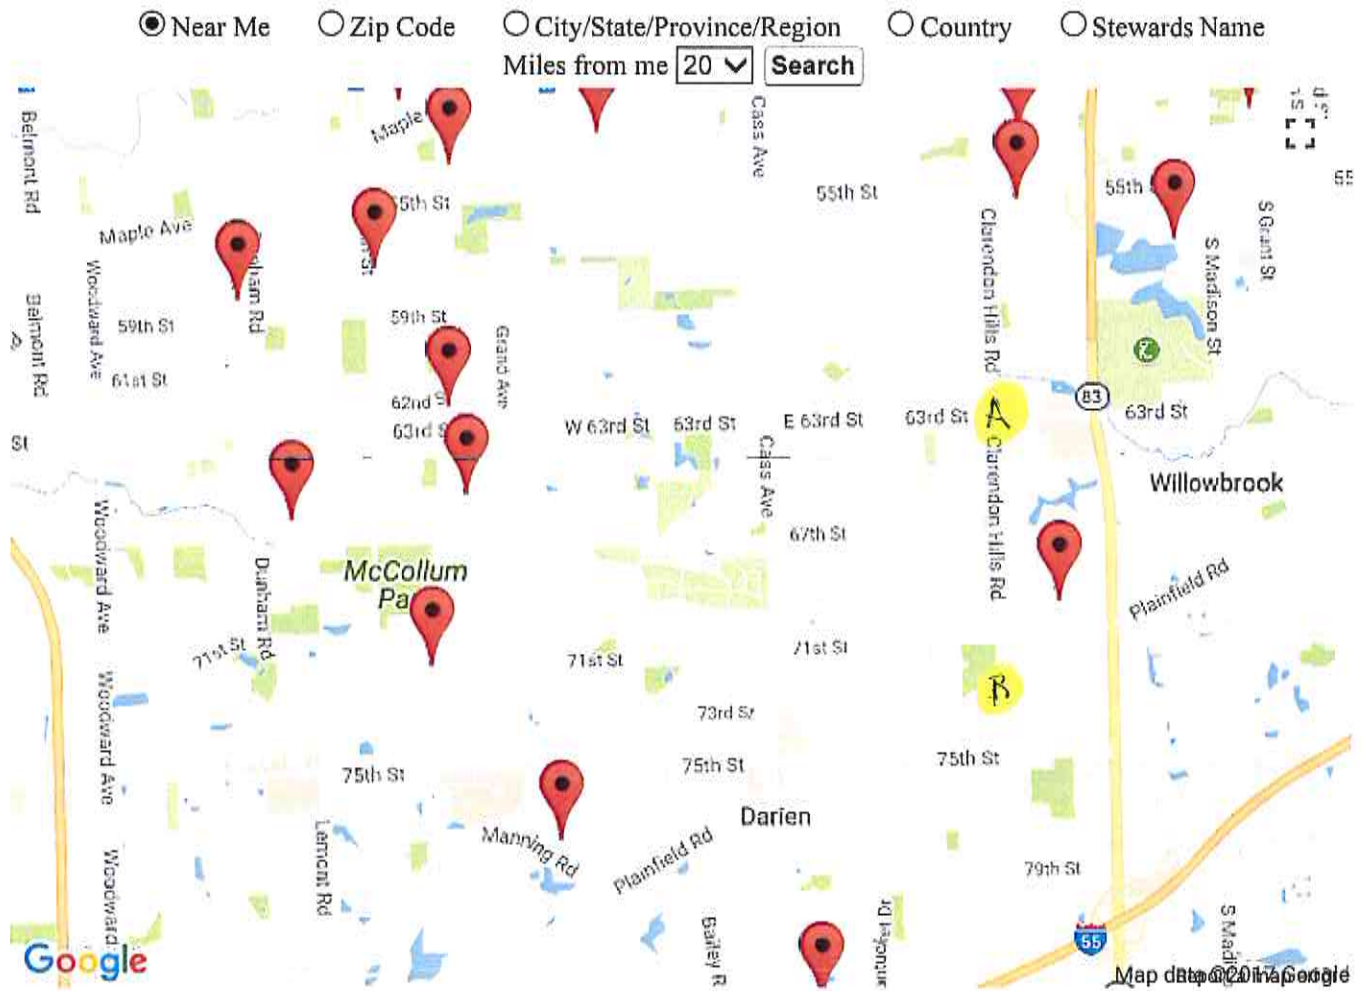 Near Me Zip Code City/State/Province/Region Country Stewards Name
Miles from me 20 Search
Belmont Rd
Maple
Cass Ave
55th St
55th
Maple Ave
55th St
Clarendon Hills Rd
S Grant St
S Madison St
Woodward Ave
Belmont Rd
59th St
59th St
Grand Ave
61st St
62nd
63rd
W 63rd St 63rd St E 63rd St 63rd St A 83 63rd St
St
Cass Ave
Clarendon Hills Rd
Willowbrook
Woodward Ave
67th St
Dunham Rd
McCollum
Plainfield Rd
71st St
71st St
71st St
Woodward Ave
B
73rd St
75th St
75th St
75th St
Darien
Lemont Rd
Manning Rd
Plainfield Rd
79th St
Woodward
Bailey R
55
Google
Map data ©2017 Google